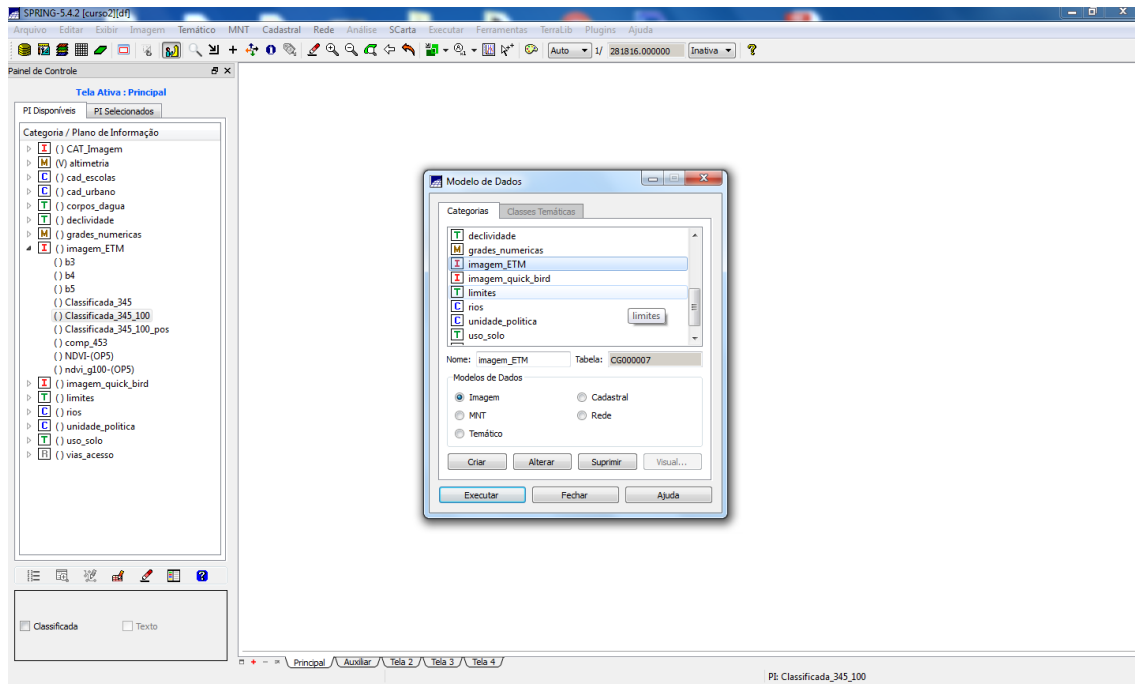 SPRING-5.4.2 [curso2][df]
Arquivo Editar Exibir Imagem Temático MNT Cadastral Rede Análise SCarta Executar Ferramentas TerraLib Plugins Ajuda
Auto 1/ 281816.000000 Inativa
Painel de Controle
Tela Ativa : Principal
PI Disponíveis PI Selecionados
Categoria / Plano de Informação
I () CAT_Imagem
M (V) altimetria
C () cad_escolas
C () cad_urbano
T () corpos_dagua
T () declividade
M () grades_numericas
I () imagem_ETM
() b3
() b4
() b5
() Classificada_345
() Classificada_345_100
() Classificada_345_100_pos
() comp_453
() NDVI-(OP5)
() ndvi_g100-(OP5)
I () imagem_quick_bird
T () limites
C () rios
C () unidade_politica
T () uso_solo
R () vias_acesso
Classificada Texto
Modelo de Dados
Categorias Classes Temáticas
T declividade
M grades_numericas
I imagem_ETM
I imagem_quick_bird
T limites
C rios
C unidade_politica
T uso_solo
limites
Nome: imagem_ETM Tabela: CG000007
Modelos de Dados
Imagem Cadastral
MNT Rede
Temático
Criar Alterar Suprimir Visual...
Executar Fechar Ajuda
Principal Auxiliar Tela 2 Tela 3 Tela 4
PI: Classificada_345_100